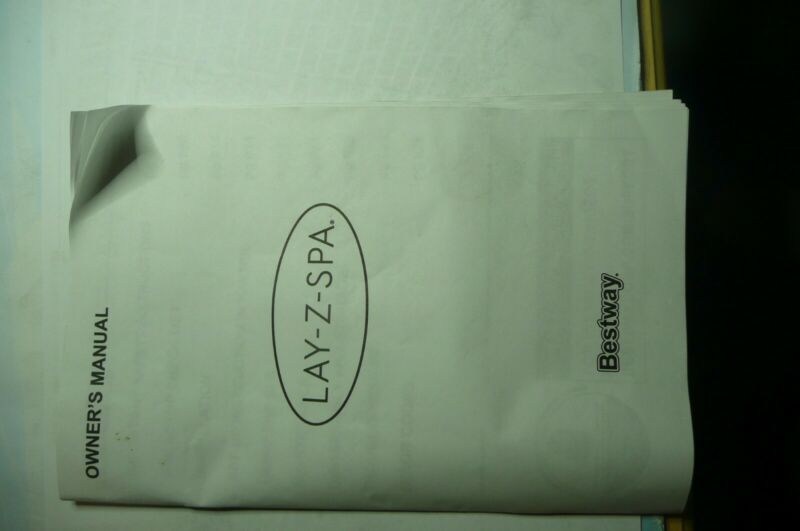 OWNER'S MANUAL
LAY-Z-SPA.
Bestway.